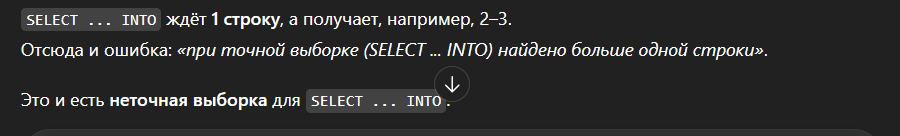 SELECT ... INTO ждёт 1 строку, а получает, например, 2–3.
Отсюда и ошибка: «при точной выборке (SELECT ... INTO) найдено больше одной строки».
Это и есть неточная выборка для SELECT ... INTO.